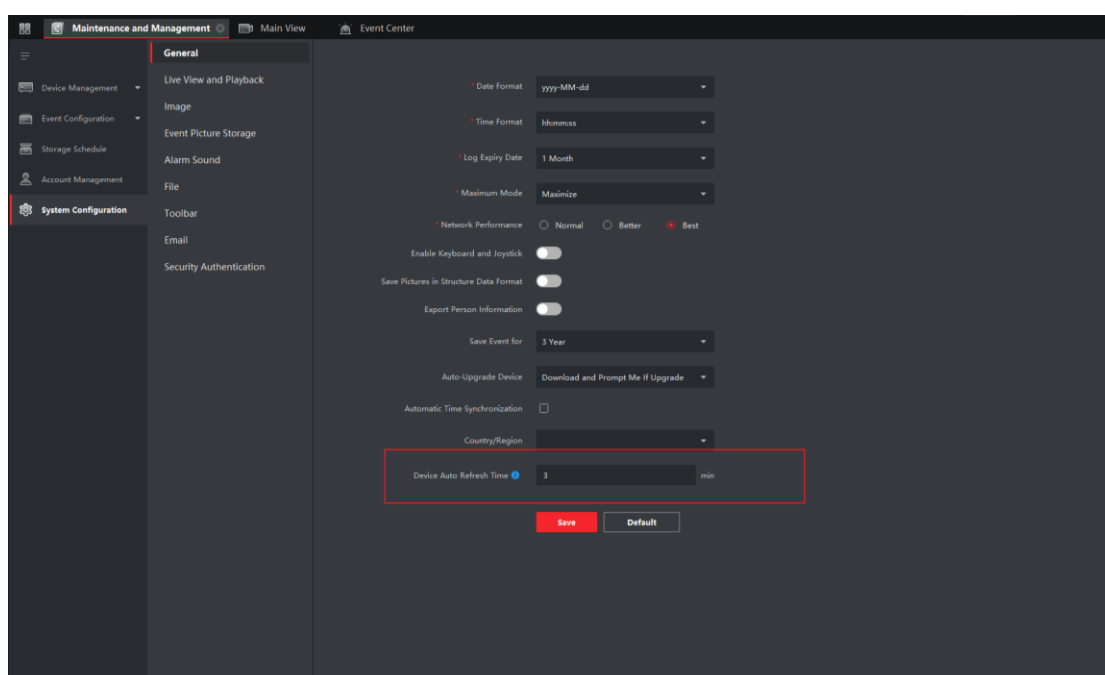 Maintenance and Management
Main View
Event Center
Device Management
Event Configuration
Storage Schedule
Account Management
System Configuration
General
Live View and Playback
Image
Event Picture Storage
Alarm Sound
File
Toolbar
Email
Security Authentication
* Date Format yyyy-MM-dd
* Time Format hh:mm:ss
* Log Expiry Date 1 Month
* Maximum Mode Maximize
* Network Performance Normal Better Best
Enable Keyboard and Joystick
Save Pictures in Structure Data Format
Export Person Information
Save Event for 3 Year
Auto-Upgrade Device Download and Prompt Me If Upgrade
Automatic Time Synchronization
Country/Region
Device Auto Refresh Time 3 min
Save Default